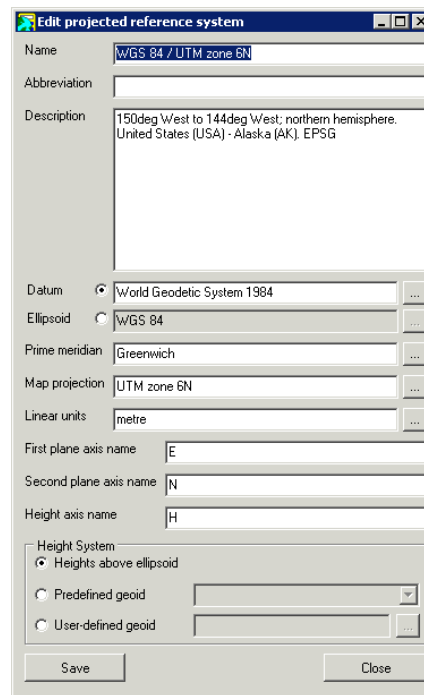 Edit projected reference system
Name WGS 84 / UTM zone 6N
Abbreviation
Description 150deg West to 144deg West; northern hemisphere.
United States (USA) - Alaska (AK). EPSG
Datum World Geodetic System 1984 ...
Ellipsoid WGS 84 ...
Prime meridian Greenwich ...
Map projection UTM zone 6N ...
Linear units metre ...
First plane axis name E
Second plane axis name N
Height axis name H
Height System
Heights above ellipsoid
Predefined geoid
User-defined geoid ...
Save Close